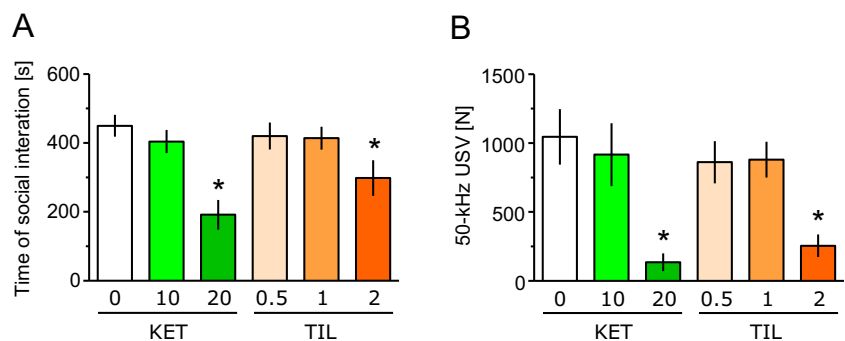 A
Time of social interation [s]
600
400
200
0
*
*
0 10 20 0.5 1 2
KET TIL
B
50-kHz USV [N]
1500
1000
500
0
*
*
0 10 20 0.5 1 2
KET TIL